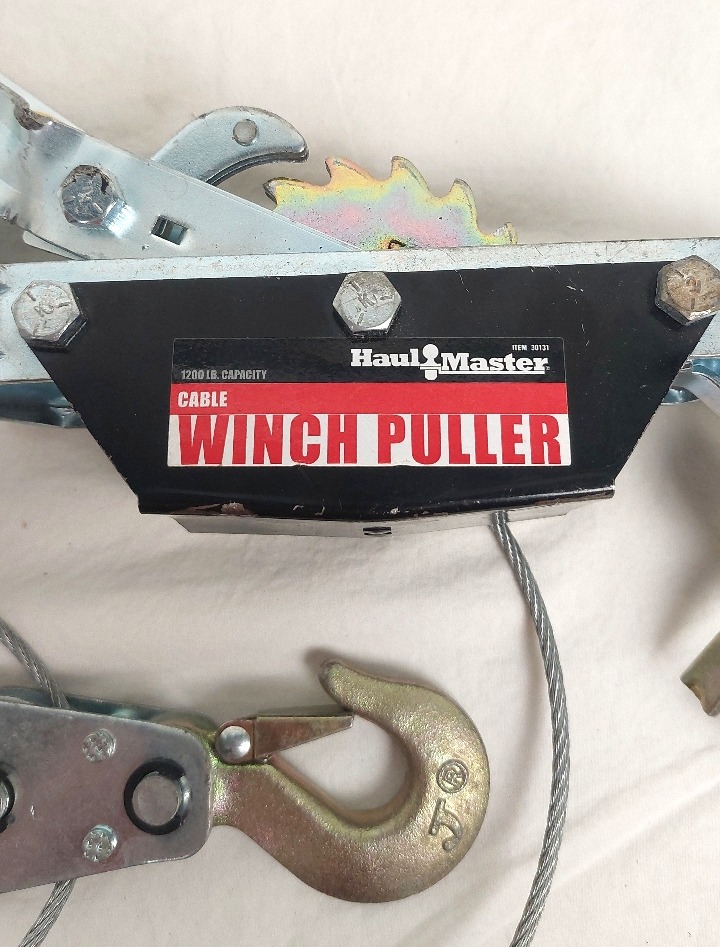 ITEM 30131
Haul Master
1200 LB. CAPACITY
CABLE
WINCH PULLER
J ®